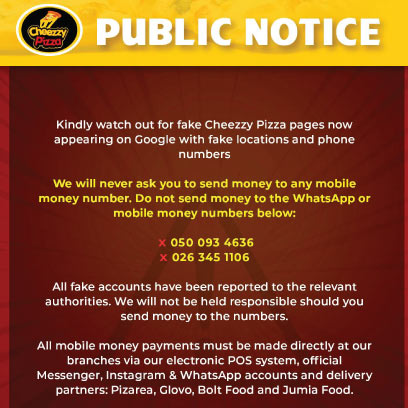 Cheezzy
Pizza
PUBLIC NOTICE
Kindly watch out for fake Cheezzy Pizza pages now
appearing on Google with fake locations and phone
numbers
We will never ask you to send money to any mobile
money number. Do not send money to the WhatsApp or
mobile money numbers below:
x 050 093 4636
x 026 345 1106
All fake accounts have been reported to the relevant
authorities. We will not be held responsible should you
send money to the numbers.
All mobile money payments must be made directly at our
branches via our electronic POS system, official
Messenger, Instagram & WhatsApp accounts and delivery
partners: Pizarea, Glovo, Bolt Food and Jumia Food.